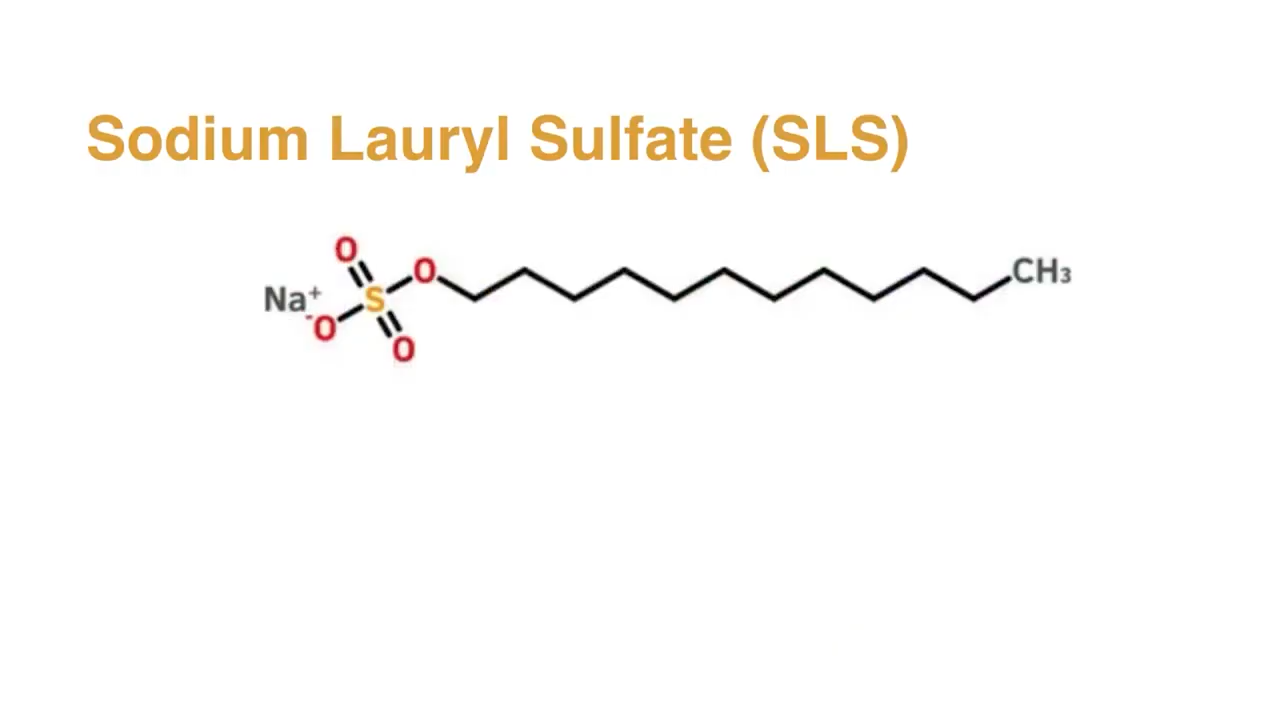 Sodium Lauryl Sulfate (SLS)
O
O CH₃
Na⁺ S
⁻O
O